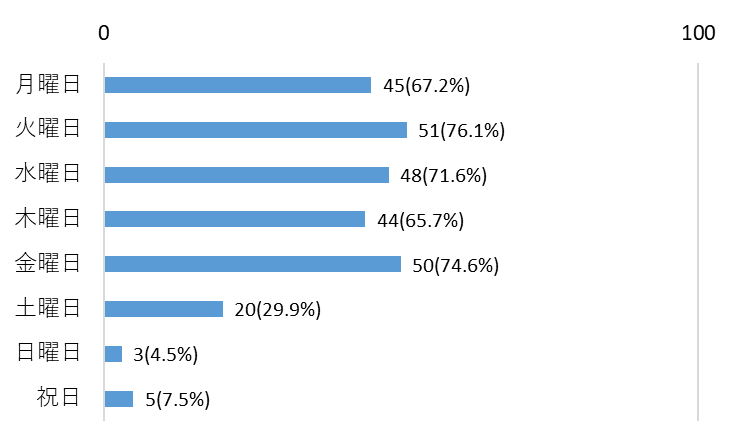 0 100
月曜日 45(67.2%)
火曜日 51(76.1%)
水曜日 48(71.6%)
木曜日 44(65.7%)
金曜日 50(74.6%)
土曜日 20(29.9%)
日曜日 3(4.5%)
祝日 5(7.5%)